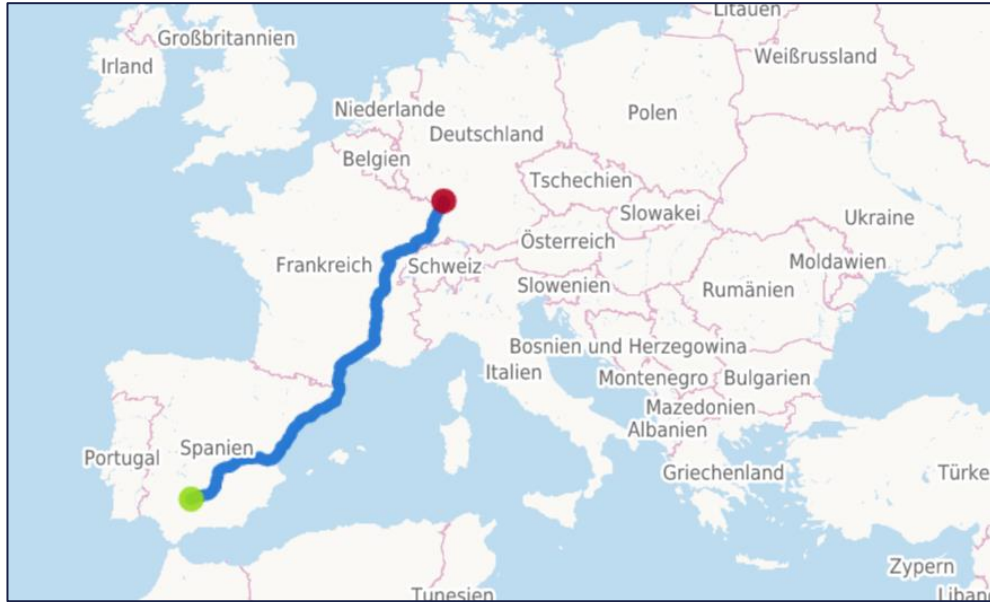 Litauen
Großbritannien
Weißrussland
Irland
Niederlande
Polen
Deutschland
Belgien
Tschechien
Slowakei
Ukraine
Österreich
Frankreich
Schweiz
Moldawien
Slowenien
Rumänien
Bosnien und Herzegowina
Italien
Montenegro
Bulgarien
Mazedonien
Albanien
Spanien
Portugal
Griechenland
Türke
Zypern
Tunesien
Liban